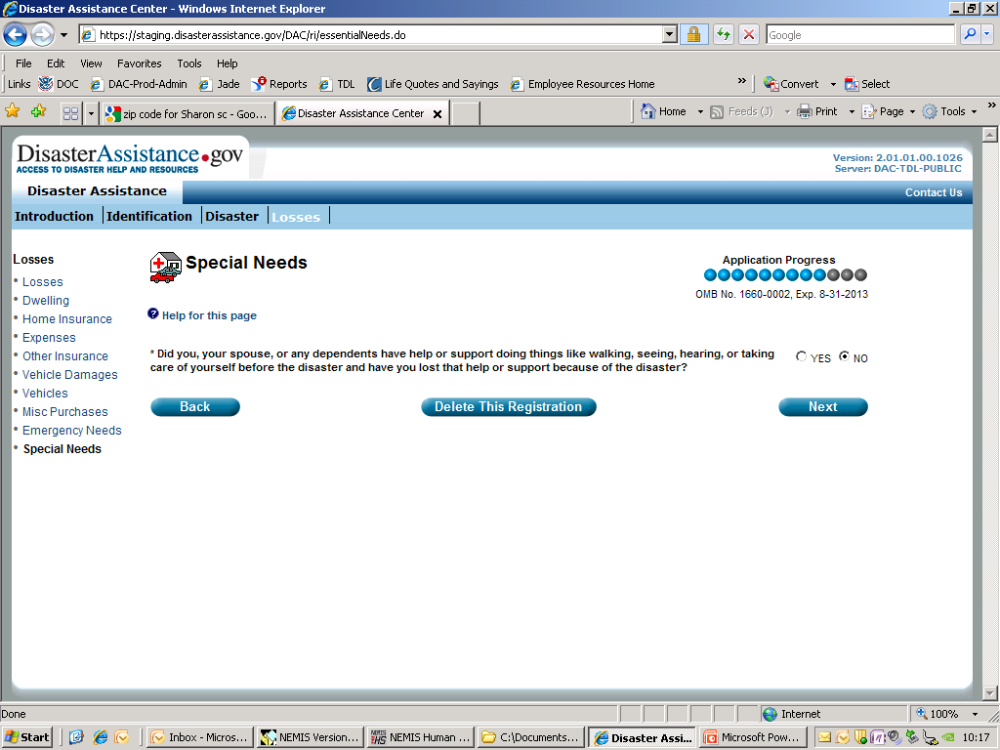 Disaster Assistance Center - Windows Internet Explorer
https://staging.disasterassistance.gov/DAC/ri/essentialNeeds.do
Google
File Edit View Favorites Tools Help
Links DOC DAC-Prod-Admin Jade Reports TDL Life Quotes and Sayings Employee Resources Home » Convert Select
zip code for Sharon sc - Goo... Disaster Assistance Center Home Feeds (J) Print Page Tools »
DisasterAssistance.gov
ACCESS TO DISASTER HELP AND RESOURCES
Version: 2.01.01.00.1026
Server: DAC-TDL-PUBLIC
Disaster Assistance
Contact Us
Introduction Identification Disaster Losses
Losses
• Losses
• Dwelling
• Home Insurance
• Expenses
• Other Insurance
• Vehicle Damages
• Vehicles
• Misc Purchases
• Emergency Needs
• Special Needs
Special Needs
Application Progress
OMB No. 1660-0002, Exp. 8-31-2013
? Help for this page
* Did you, your spouse, or any dependents have help or support doing things like walking, seeing, hearing, or taking
care of yourself before the disaster and have you lost that help or support because of the disaster?
YES NO
Back Delete This Registration Next
Done Internet 100%
Start Inbox - Micros... NEMIS Version... NEMIS Human ... C:\Documents... Disaster Assi... Microsoft Pow... 10:17